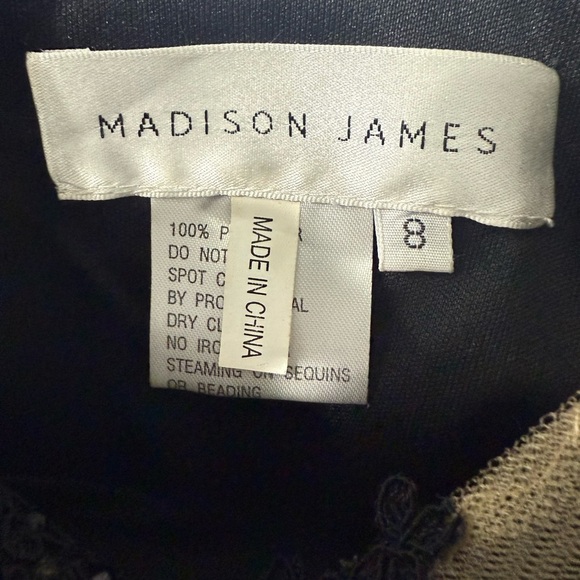 MADISON JAMES
8
100% P R
DO NOT
SPOT C
BY PRO AL
DRY CL
NO IRO
STEAMING ON SEQUINS
OR BEADING
MADE IN CHINA